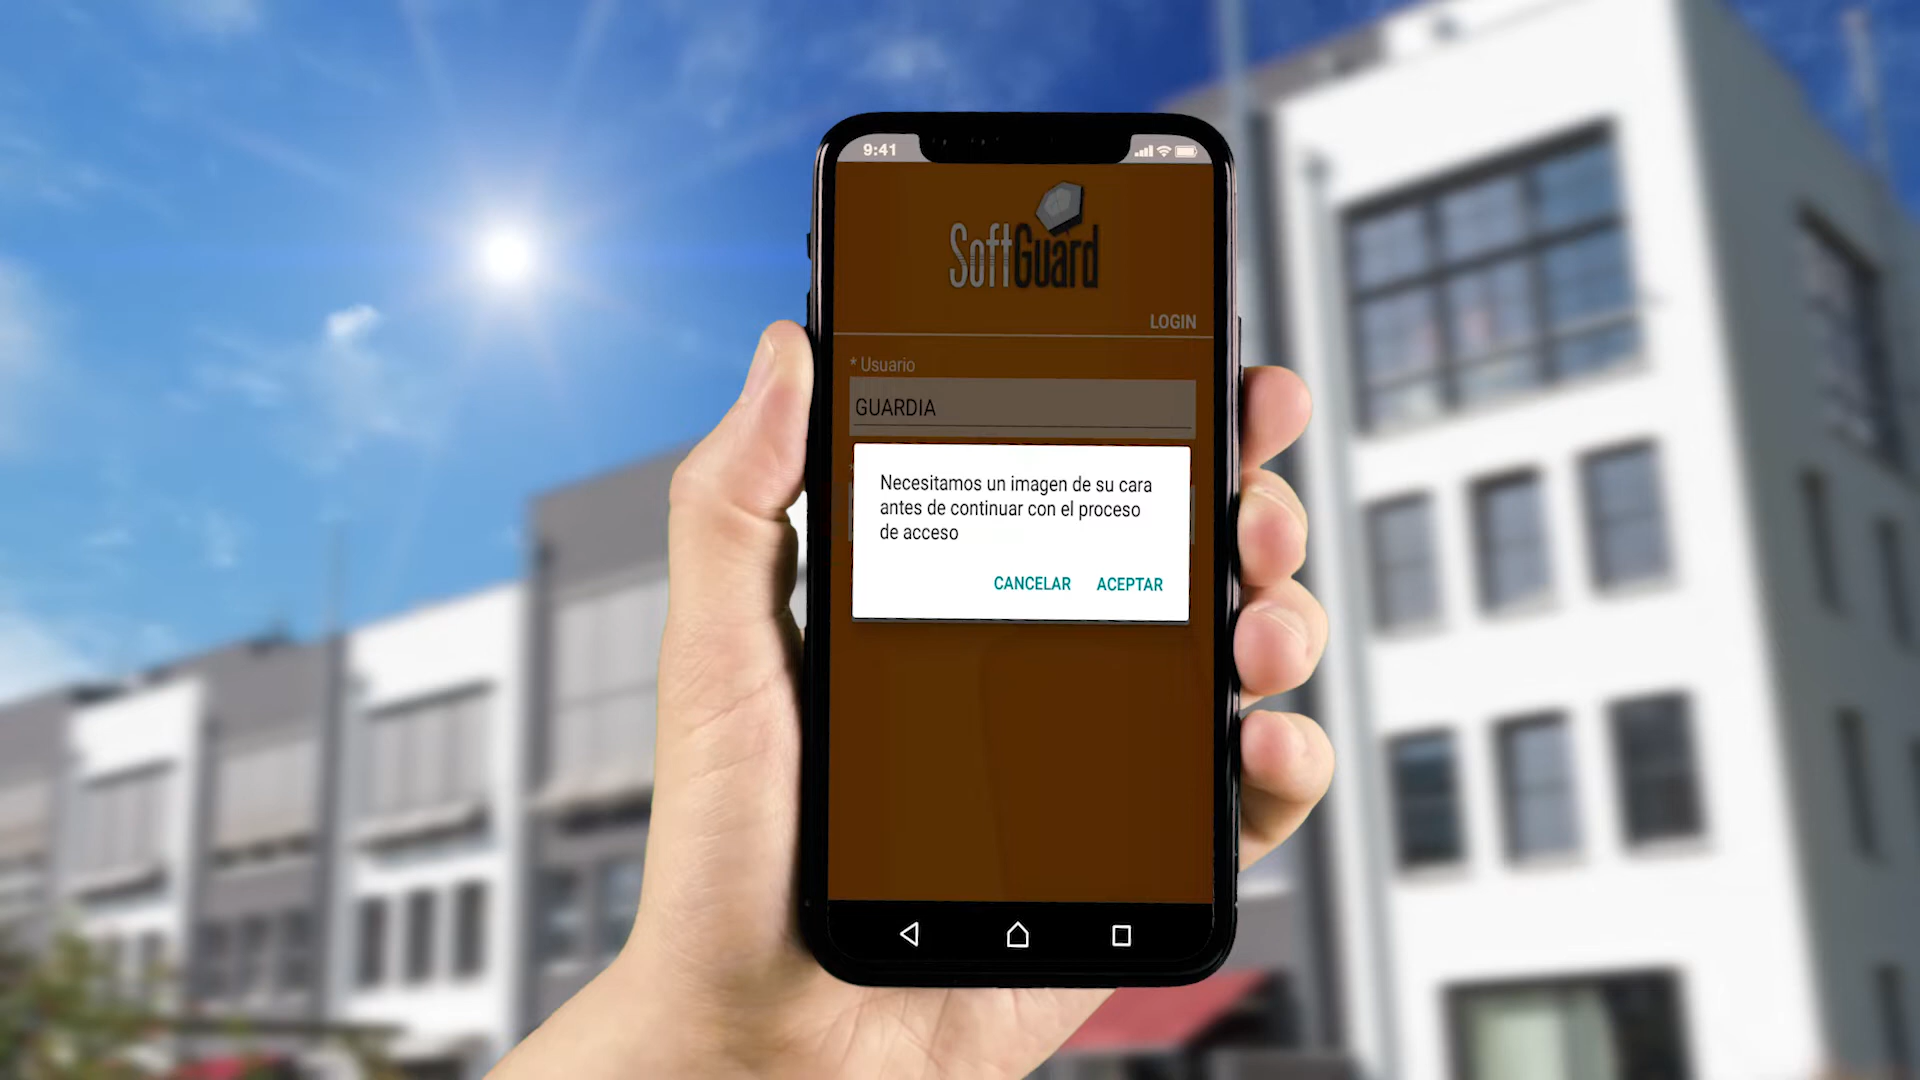 9:41
SoftGuard
LOGIN
* Usuario
GUARDIA
Necesitamos un imagen de su cara
antes de continuar con el proceso
de acceso
CANCELAR ACEPTAR